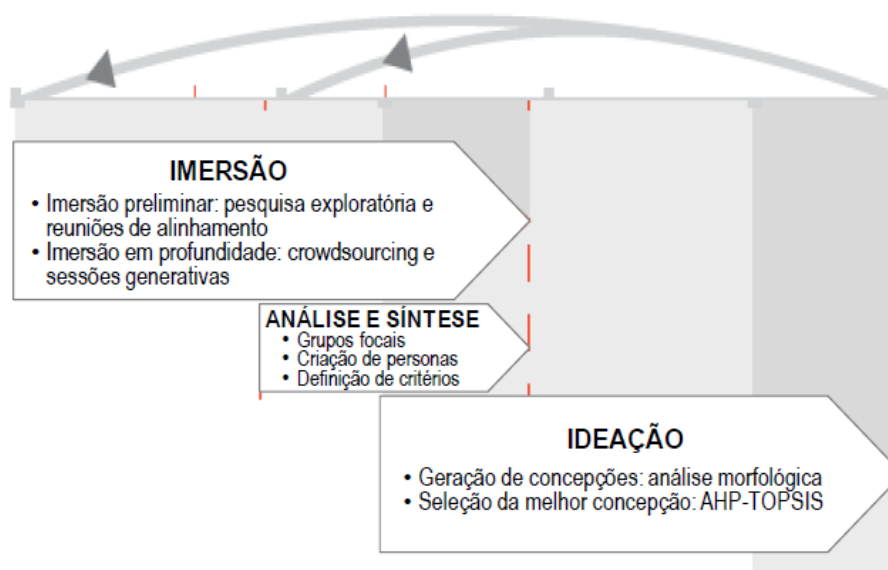 IMERSÃO
• Imersão preliminar: pesquisa exploratória e
reuniões de alinhamento
• Imersão em profundidade: crowdsourcing e
sessões generativas
ANÁLISE E SÍNTESE
• Grupos focais
• Criação de personas
• Definição de critérios
IDEAÇÃO
• Geração de concepções: análise morfológica
• Seleção da melhor concepção: AHP-TOPSIS